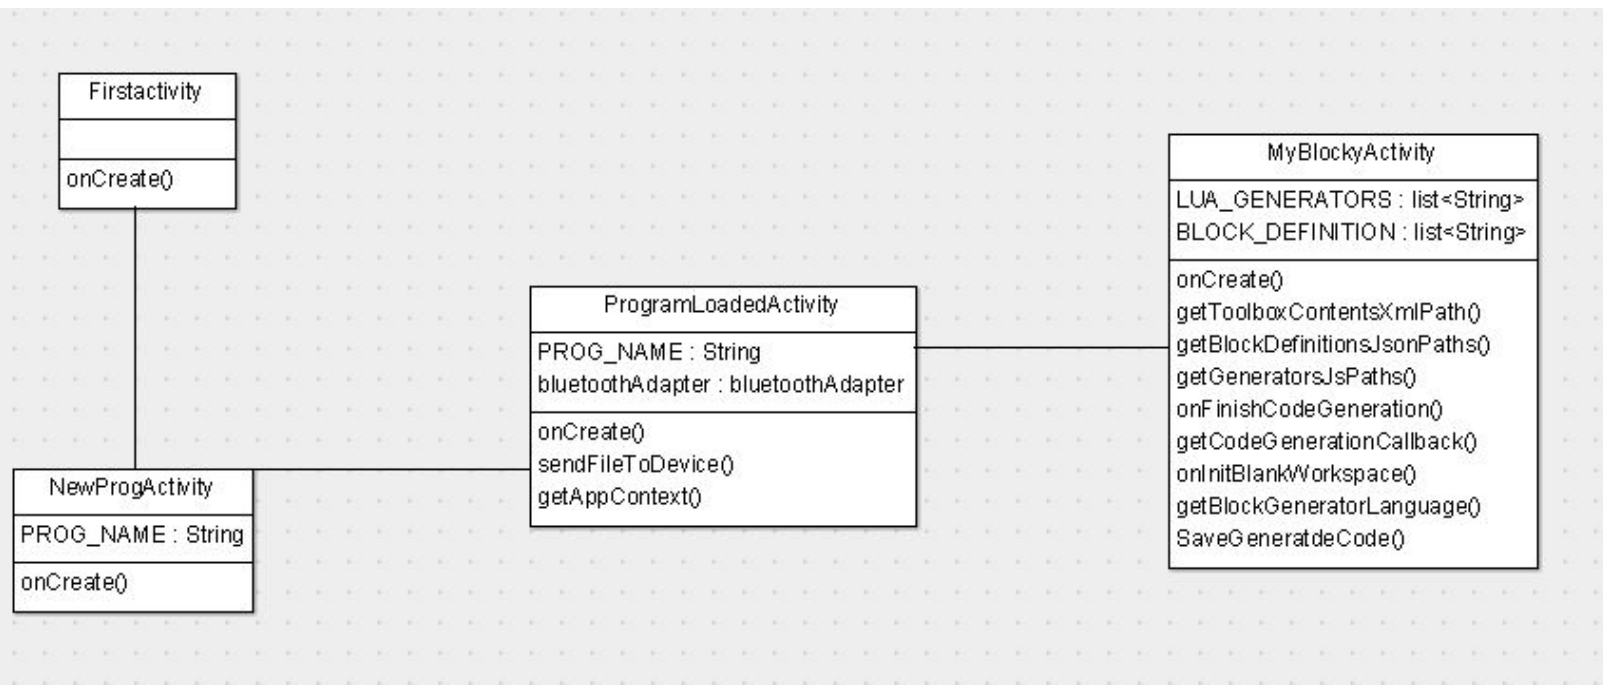 Firstactivity
onCreate()
NewProgActivity
PROG_NAME : String
onCreate()
ProgramLoadedActivity
PROG_NAME : String
bluetoothAdapter : bluetoothAdapter
onCreate()
sendFileToDevice()
getAppContext()
MyBlockyActivity
LUA_GENERATORS : list<String>
BLOCK_DEFINITION : list<String>
onCreate()
getToolboxContentsXmlPath()
getBlockDefinitionsJsonPaths()
getGeneratorsJsPaths()
onFinishCodeGeneration()
getCodeGenerationCallback()
onInitBlankWorkspace()
getBlockGeneratorLanguage()
SaveGeneratdeCode()